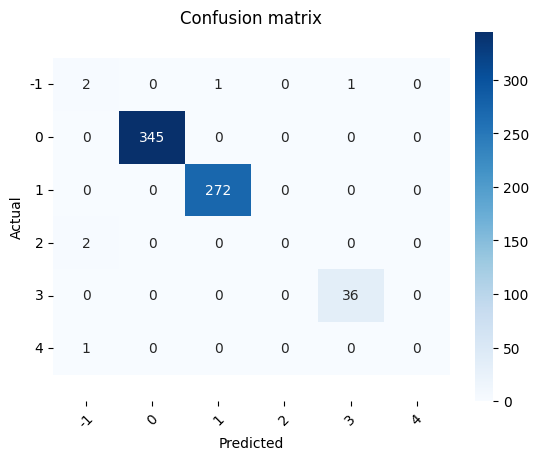 Confusion matrix
-1 2 0 1 0 1 0
0 0 345 0 0 0 0
1 0 0 272 0 0 0
2 2 0 0 0 0 0
3 0 0 0 0 36 0
4 1 0 0 0 0 0
-1 0 1 2 3 4
Predicted
Actual
300
250
200
150
100
50
0